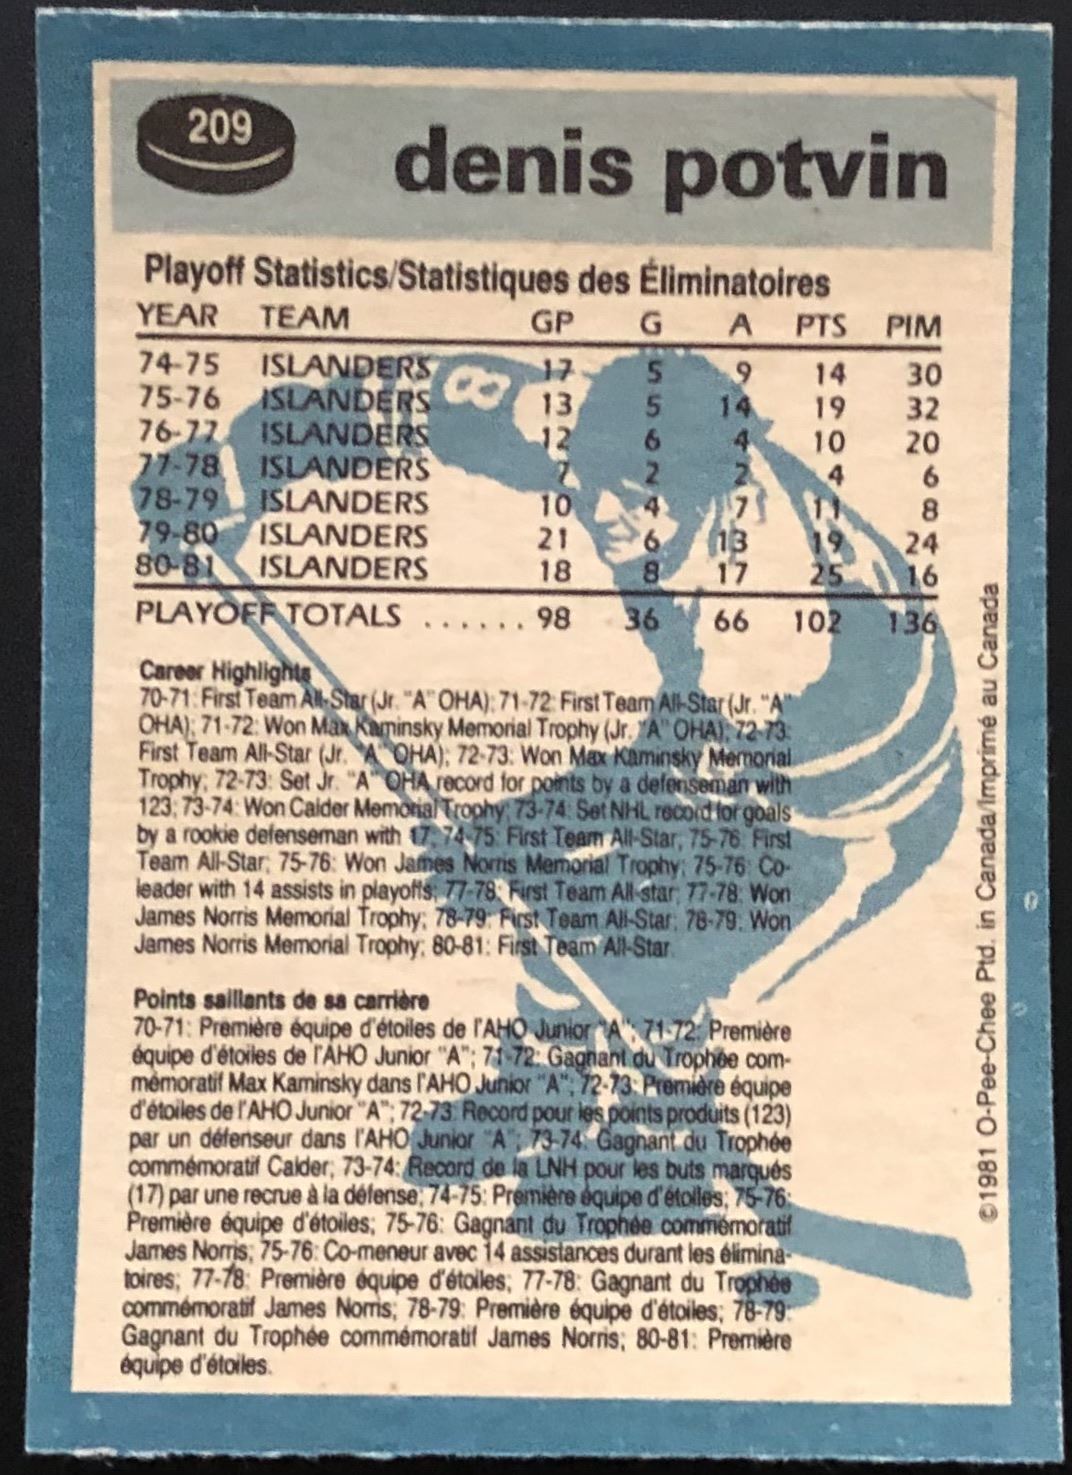 209
denis potvin
Playoff Statistics/Statistiques des Éliminatoires
YEAR TEAM GP G A PTS PIM
74-75 ISLANDERS 17 5 9 14 30
75-76 ISLANDERS 13 5 14 19 32
76-77 ISLANDERS 12 6 4 10 20
77-78 ISLANDERS 7 2 2 4 6
78-79 ISLANDERS 10 4 7 11 8
79-80 ISLANDERS 21 6 13 19 24
80-81 ISLANDERS 18 8 17 25 16
PLAYOFF TOTALS ...... 98 36 66 102 136
Career Highlights
70-71: First Team All-Star (Jr. "A" OHA); 71-72: First Team All-Star (Jr. "A"
OHA); 71-72: Won Max Kaminsky Memorial Trophy (Jr. "A" OHA); 72-73:
First Team All-Star (Jr. "A" OHA); 72-73: Won Max Kaminsky Memorial
Trophy; 72-73: Set Jr. "A" OHA record for points by a defenseman with
123; 73-74: Won Calder Memorial Trophy; 73-74: Set NHL record for goals
by a rookie defenseman with 17; 74-75: First Team All-Star; 75-76: First
Team All-Star; 75-76: Won James Norris Memorial Trophy; 75-76: Co-
leader with 14 assists in playoffs; 77-78: First Team All-star; 77-78: Won
James Norris Memorial Trophy; 78-79: First Team All-Star; 78-79: Won
James Norris Memorial Trophy; 80-81: First Team All-Star.
Points saillants de sa carrière
70-71: Première équipe d'étoiles de l'AHO Junior "A"; 71-72: Première
équipe d'étoiles de l'AHO Junior "A"; 71-72: Gagnant du Trophée com-
mémoratif Max Kaminsky dans l'AHO Junior "A"; 72-73: Première équipe
d'étoiles de l'AHO Junior "A"; 72-73: Record pour les points produits (123)
par un défenseur dans l'AHO Junior "A"; 73-74: Gagnant du Trophée
commémoratif Calder; 73-74: Record de la LNH pour les buts marqués
(17) par une recrue à la défense; 74-75: Première équipe d'étoiles; 75-76:
Première équipe d'étoiles; 75-76: Gagnant du Trophée commémoratif
James Norris; 75-76: Co-meneur avec 14 assistances durant les élimina-
toires; 77-78: Première équipe d'étoiles; 77-78: Gagnant du Trophée
commémoratif James Norris; 78-79: Première équipe d'étoiles; 78-79:
Gagnant du Trophée commémoratif James Norris; 80-81: Première
équipe d'étoiles.
©1981 O-Pee-Chee Ptd. in Canada/Imprimé au Canada
8